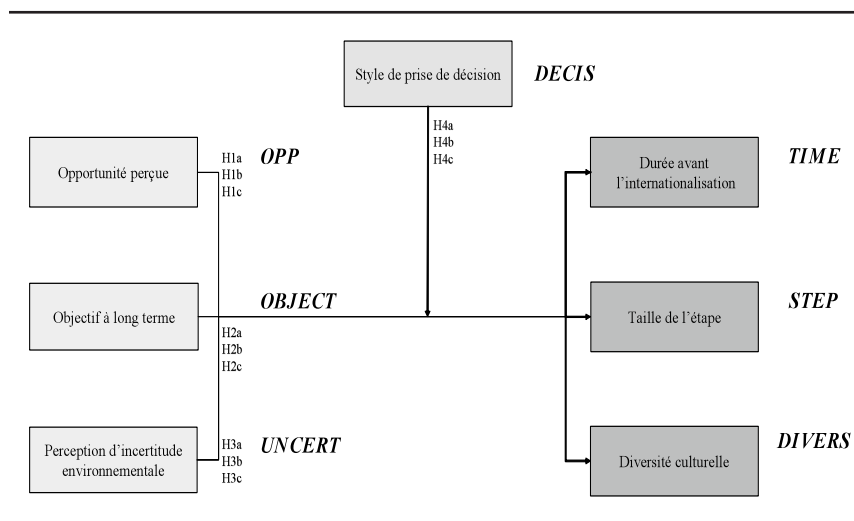 Style de prise de décision
DECIS
H4a
H4b
H4c
Opportunité perçue
H1a
H1b
H1c
OPP
Durée avant
l'internationalisation
TIME
Objectif à long terme
OBJECT
H2a
H2b
H2c
Taille de l'étape
STEP
Perception d'incertitude
environnementale
H3a
H3b
H3c
UNCERT
Diversité culturelle
DIVERS